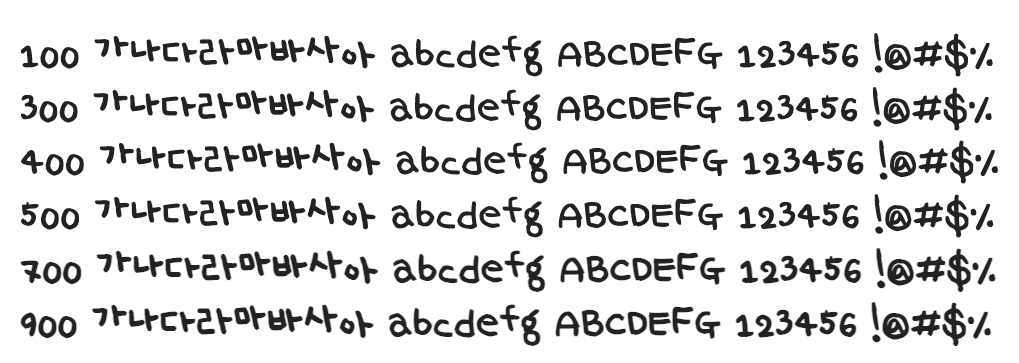 100 가나다라마바사아 abcdefg ABCDEFG 123456 !@#$%
300 가나다라마바사아 abcdefg ABCDEFG 123456 !@#$%
400 가나다라마바사아 abcdefg ABCDEFG 123456 !@#$%
500 가나다라마바사아 abcdefg ABCDEFG 123456 !@#$%
700 가나다라마바사아 abcdefg ABCDEFG 123456 !@#$%
900 가나다라마바사아 abcdefg ABCDEFG 123456 !@#$%